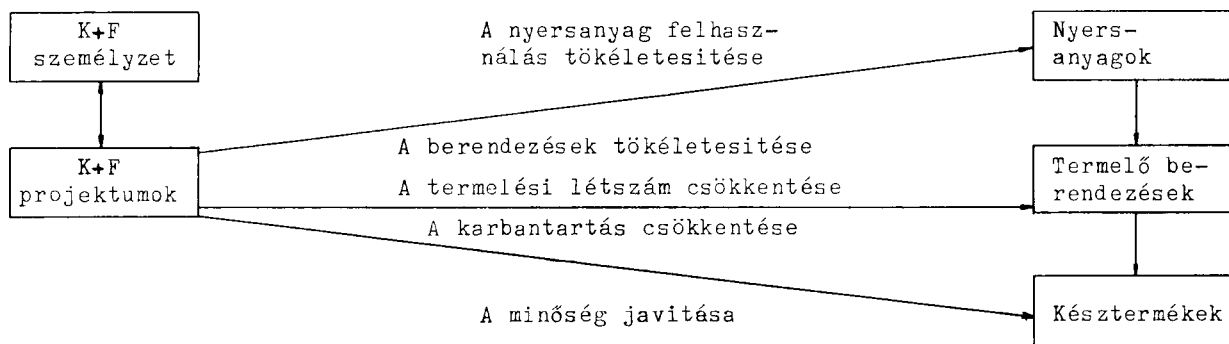 K+F
személyzet
A nyersanyag felhasz-
nálás tökéletesitése
Nyers-
anyagok
K+F
projektumok
A berendezések tökéletesitése
A termelési létszám csökkentése
A karbantartás csökkentése
Termelő be-
rendezések
A minőség javitása
Késztermékek